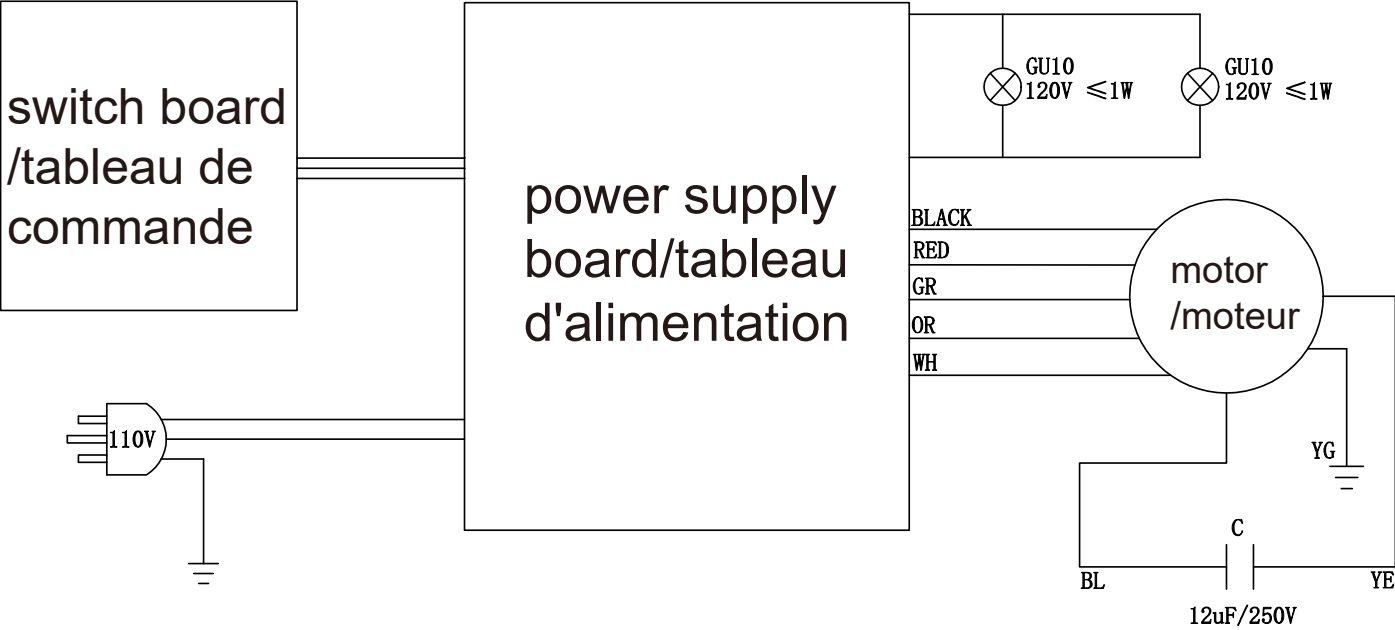 switch board
/tableau de
commande
power supply
board/tableau
d'alimentation
GU10
120V ≤1W
GU10
120V ≤1W
BLACK
RED
GR
OR
WH
motor
/moteur
110V
YG
C
BL
YE
12uF/250V